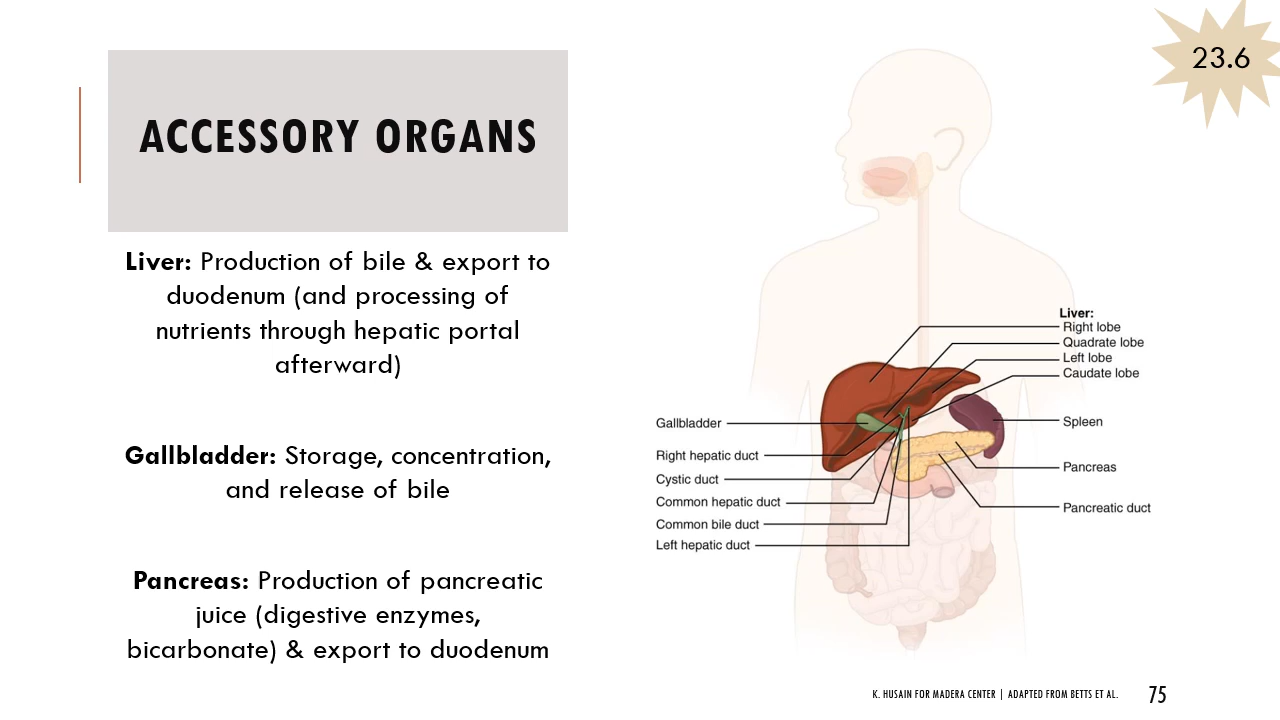 23.6
ACCESSORY ORGANS
Liver: Production of bile & export to
duodenum (and processing of
nutrients through hepatic portal
afterward)
Gallbladder: Storage, concentration,
and release of bile
Pancreas: Production of pancreatic
juice (digestive enzymes,
bicarbonate) & export to duodenum
Liver:
Right lobe
Quadrate lobe
Left lobe
Caudate lobe
Spleen
Pancreas
Pancreatic duct
Gallbladder
Right hepatic duct
Cystic duct
Common hepatic duct
Common bile duct
Left hepatic duct
K. HUSAIN FOR MADERA CENTER | ADAPTED FROM BETTS ET AL.
75